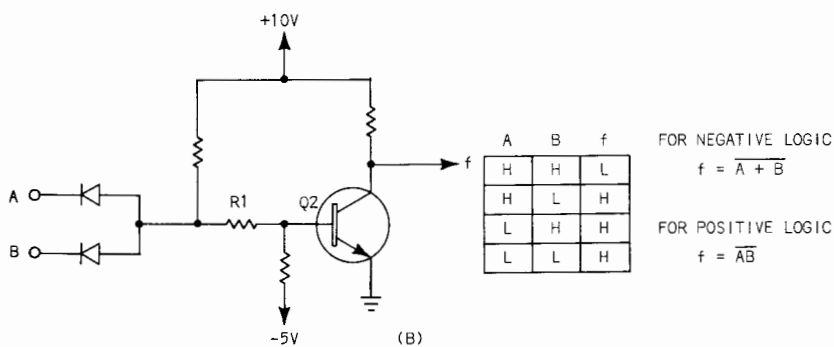 +10V
A B f FOR NEGATIVE LOGIC
f
H H L f = A + B
A
R1 Q2
H L H
L H H FOR POSITIVE LOGIC
B
L L H f = AB
-5V (B)